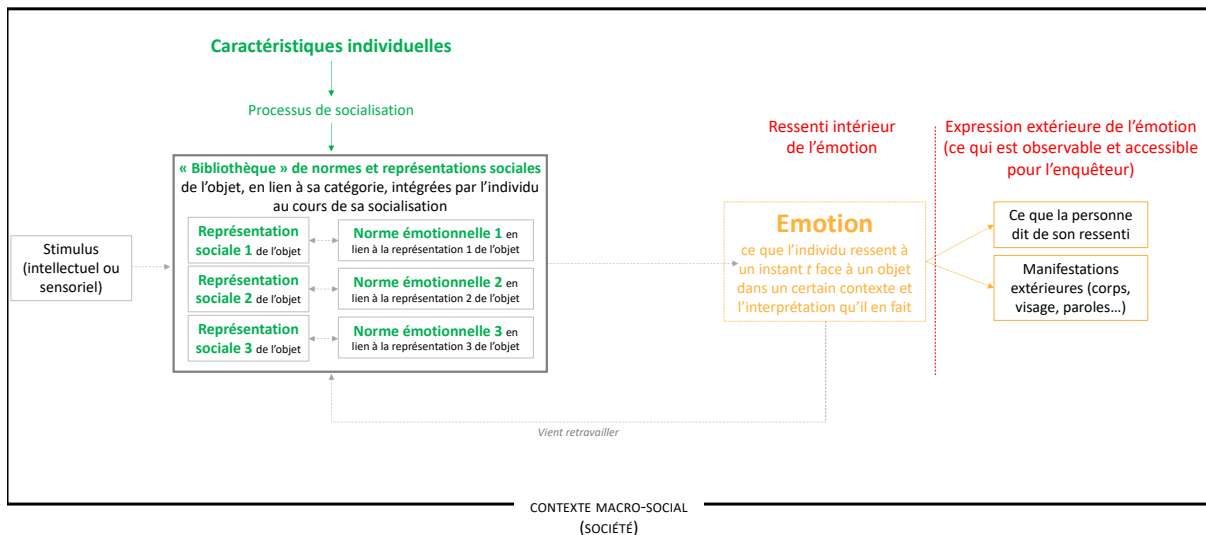 Caractéristiques individuelles
Processus de socialisation
« Bibliothèque » de normes et représentations sociales
de l'objet, en lien à sa catégorie, intégrées par l'individu
au cours de sa socialisation
Représentation
sociale 1 de l'objet
Norme émotionnelle 1 en
lien à la représentation 1 de l'objet
Représentation
sociale 2 de l'objet
Norme émotionnelle 2 en
lien à la représentation 2 de l'objet
Représentation
sociale 3 de l'objet
Norme émotionnelle 3 en
lien à la représentation 3 de l'objet
Stimulus
(intellectuel ou
sensoriel)
Ressenti intérieur
de l'émotion
Expression extérieure de l'émotion
(ce qui est observable et accessible
pour l'enquêteur)
Emotion
ce que l'individu ressent à
un instant t face à un objet
dans un certain contexte et
l'interprétation qu'il en fait
Ce que la personne
dit de son ressenti
Manifestations
extérieures (corps,
visage, paroles…)
Vient retravailler
CONTEXTE MACRO-SOCIAL
(SOCIÉTÉ)